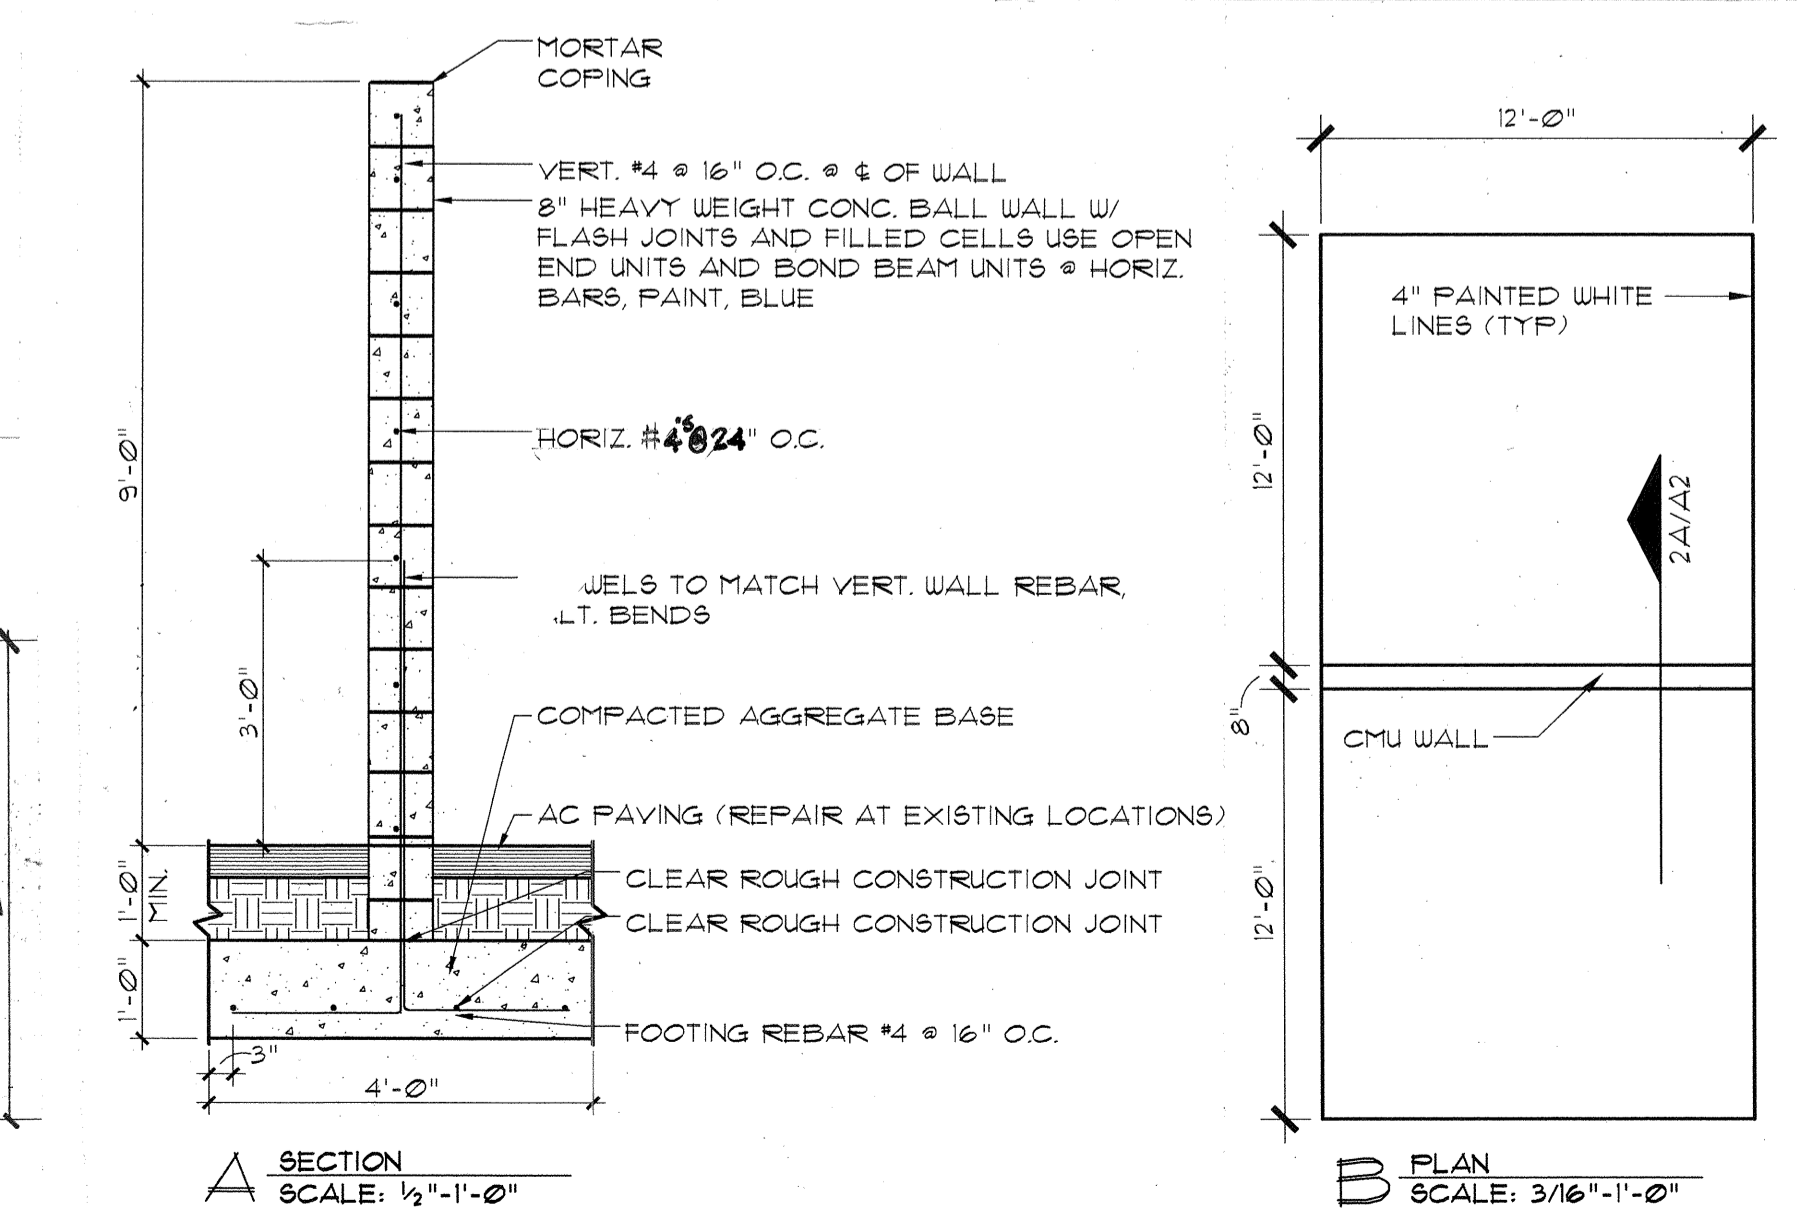 MORTAR
COPING
VERT. #4 @ 16" O.C. @ ℄ OF WALL
8" HEAVY WEIGHT CONC. BALL WALL W/
FLASH JOINTS AND FILLED CELLS USE OPEN
END UNITS AND BOND BEAM UNITS @ HORIZ.
BARS, PAINT, BLUE
HORIZ. #4's@24" O.C.
WELS TO MATCH VERT. WALL REBAR,
LT. BENDS
COMPACTED AGGREGATE BASE
AC PAVING (REPAIR AT EXISTING LOCATIONS)
CLEAR ROUGH CONSTRUCTION JOINT
CLEAR ROUGH CONSTRUCTION JOINT
FOOTING REBAR #4 @ 16" O.C.
9'-0"
3'-0"
1'-0"
MIN.
1'-0"
3"
4'-0"
A
SECTION
SCALE: 1/2"-1'-0"
12'-0"
4" PAINTED WHITE
LINES (TYP)
12'-0"
2A/A2
8"
CMU WALL
12'-0"
B
PLAN
SCALE: 3/16"-1'-0"